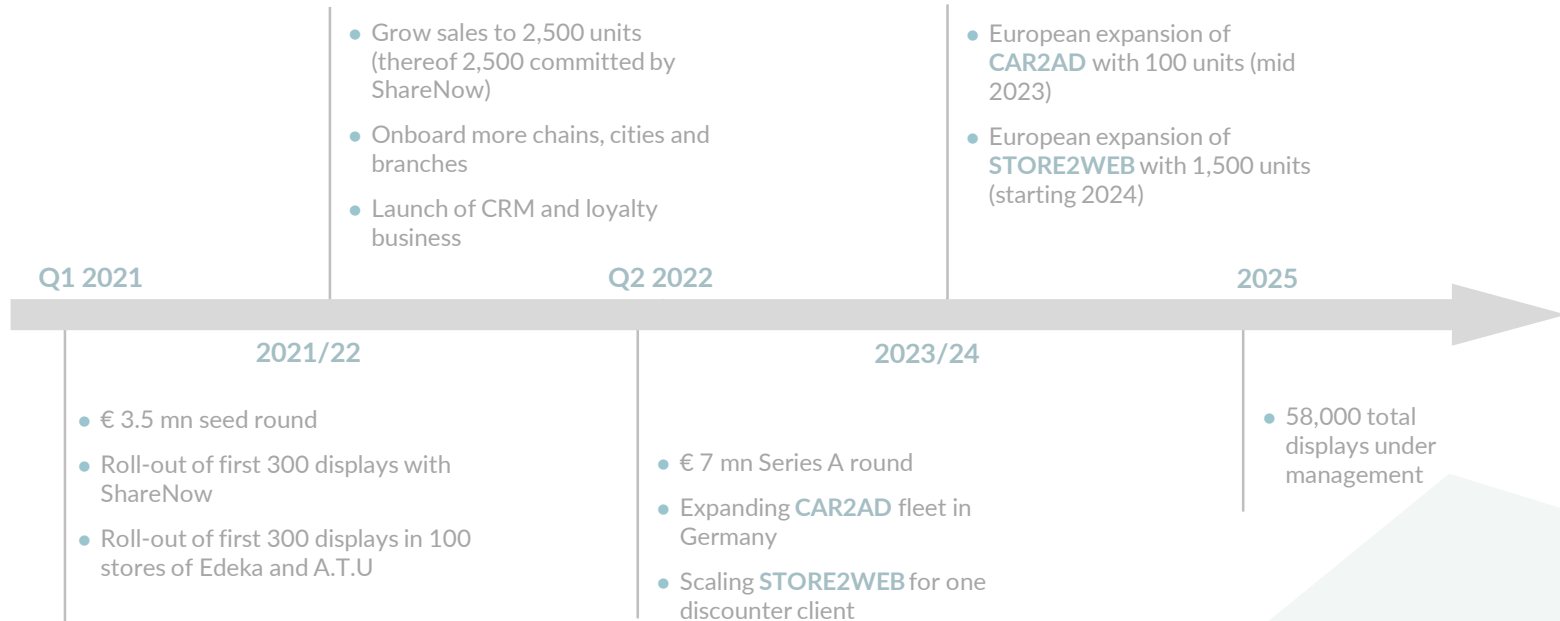 Grow sales to 2,500 units
(thereof 2,500 committed by
ShareNow)
Onboard more chains, cities and
branches
Launch of CRM and loyalty
business
European expansion of
CAR2AD with 100 units (mid
2023)
European expansion of
STORE2WEB with 1,500 units
(starting 2024)
Q1 2021
Q2 2022
2025
2021/22
2023/24
€ 3.5 mn seed round
Roll-out of first 300 displays with
ShareNow
Roll-out of first 300 displays in 100
stores of Edeka and A.T.U
€ 7 mn Series A round
Expanding CAR2AD fleet in
Germany
Scaling STORE2WEB for one
discounter client
58,000 total
displays under
management